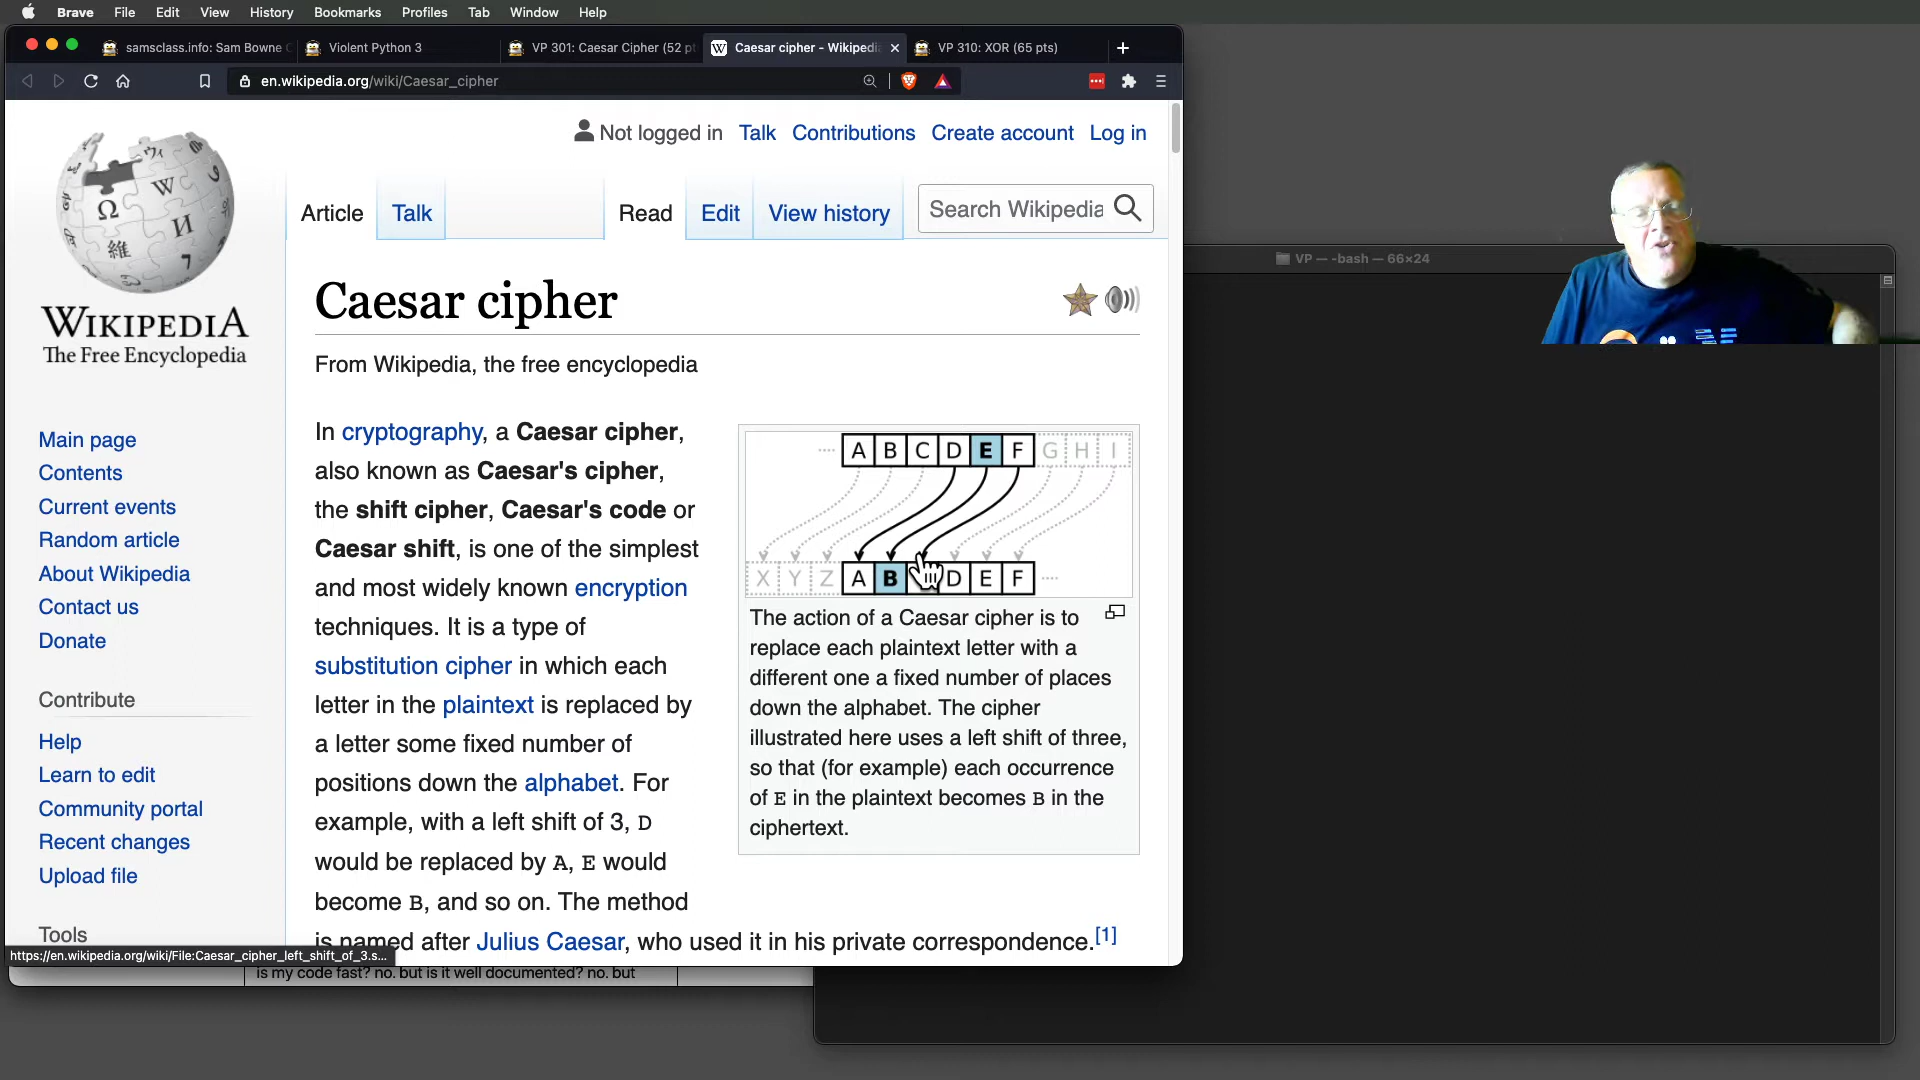 Brave File Edit View History Bookmarks Profiles Tab Window Help
samsclass.info: Sam Bowne C
Violent Python 3
VP 301: Caesar Cipher (52 pt
Caesar cipher - Wikipedia
VP 310: XOR (65 pts)
en.wikipedia.org/wiki/Caesar_cipher
Not logged in Talk Contributions Create account Log in
Article Talk Read Edit View history Search Wikipedia
WIKIPEDIA
The Free Encyclopedia
Main page
Contents
Current events
Random article
About Wikipedia
Contact us
Donate
Contribute
Help
Learn to edit
Community portal
Recent changes
Upload file
Tools
Caesar cipher
From Wikipedia, the free encyclopedia
In cryptography, a Caesar cipher,
also known as Caesar's cipher,
the shift cipher, Caesar's code or
Caesar shift, is one of the simplest
and most widely known encryption
techniques. It is a type of
substitution cipher in which each
letter in the plaintext is replaced by
a letter some fixed number of
positions down the alphabet. For
example, with a left shift of 3, D
would be replaced by A, E would
become B, and so on. The method
is named after Julius Caesar, who used it in his private correspondence.[1]
A B C D E F G H I
X Y Z A B D E F
The action of a Caesar cipher is to
replace each plaintext letter with a
different one a fixed number of places
down the alphabet. The cipher
illustrated here uses a left shift of three,
so that (for example) each occurrence
of E in the plaintext becomes B in the
ciphertext.
https://en.wikipedia.org/wiki/File:Caesar_cipher_left_shift_of_3.s...
is my code fast? no. but is it well documented? no. but
VP — -bash — 66×24